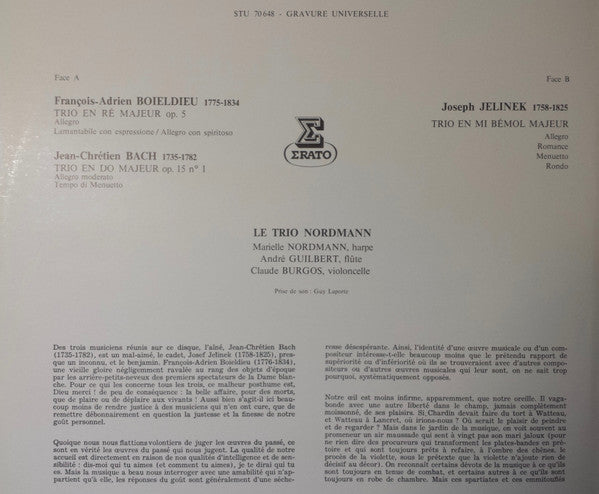 STU 70648 - GRAVURE UNIVERSELLE
Face A
François-Adrien BOIELDIEU 1775-1834
TRIO EN RÉ MAJEUR op. 5
Allegro
Lamantabile con espressione / Allegro con spiritoso
Jean-Chrétien BACH 1735-1782
TRIO EN DO MAJEUR op. 15 n° 1
Allegro moderato
Tempo di Menuetto
ERATO
Face B
Joseph JELINEK 1758-1825
TRIO EN MI BÉMOL MAJEUR
Allegro
Romance
Menuetto
Rondo
LE TRIO NORDMANN
Marielle NORDMANN, harpe
André GUILBERT, flûte
Claude BURGOS, violoncelle
Prise de son : Guy Laporte
Des trois musiciens réunis sur ce disque, l'aîné, Jean-Chrétien Bach
(1735-1782), est un mal-aimé, le cadet, Josef Jelinek (1758-1825), pres-
que un inconnu, et le benjamin, François-Adrien Boieldieu (1776-1834),
une vieille gloire négligemment ravalée au rang des objets d'époque
par les arrière-petits-neveux des premiers spectateurs de la Dame blan-
che. Pour ce qui les concerne tous les trois, ce malheur posthume est,
Dieu merci ! de peu de conséquence : la belle affaire, pour des morts,
que de plaire ou de déplaire aux vivants ! Aussi bien s'agit-il ici beau-
coup moins de rendre justice à des musiciens qui n'en ont cure, que de
remettre débonnairement en question la justesse et la finesse de notre
goût personnel.
Quoique nous nous flattions volontiers de juger les œuvres du passé, ce
sont en vérité les œuvres du passé qui nous jugent. La qualité de notre
accueil est directement en raison de nos qualités d'intelligence et de sen-
sibilité : dis-moi qui tu aimes (et comment tu aimes), je te dirai qui tu
es. Mais la musique a beau nous interroger avec une amabilité qui n'ap-
partient qu'à elle, les réponses du goût sont généralement d'une séche-
resse désespérante. Ainsi, l'identité d'une œuvre musicale ou d'un com-
positeur intéresse-t-elle beaucoup moins que le prétendu rapport de
supériorité ou d'infériorité où ils se trouveraient avec d'autres compo-
siteurs ou d'autres œuvres musicales qui leur sont, on ne sait trop
pourquoi, systématiquement opposés.
Notre œil est moins infirme, apparemment, que notre oreille. Il vaga-
bonde avec une autre liberté dans le champ, jamais complètement
moissonné, de ses plaisirs. Si Chardin devait faire du tort à Watteau,
et Watteau à Lancret, où irions-nous ? Où serait le plaisir de peindre
et de regarder ? Mais dans le jardin de la musique, on voit souvent au
promeneur un air maussade qui sent à vingt pas son mari jaloux (pour
ne rien dire des procureurs qui transforment les plates-bandes en pré-
toire et qui sont toujours prêts à refaire, à l'ombre des chênes, le
procès de la violette, sous le prétexte que la violette n'ajoute rien de
décisif au décor). On reconnaît certains dévots de la musique à ce qu'ils
sont toujours en tenue de combat, et certains autres à ce qu'ils sont
toujours en robe de chambre. Mais ces spartiates et ces emmitouflés